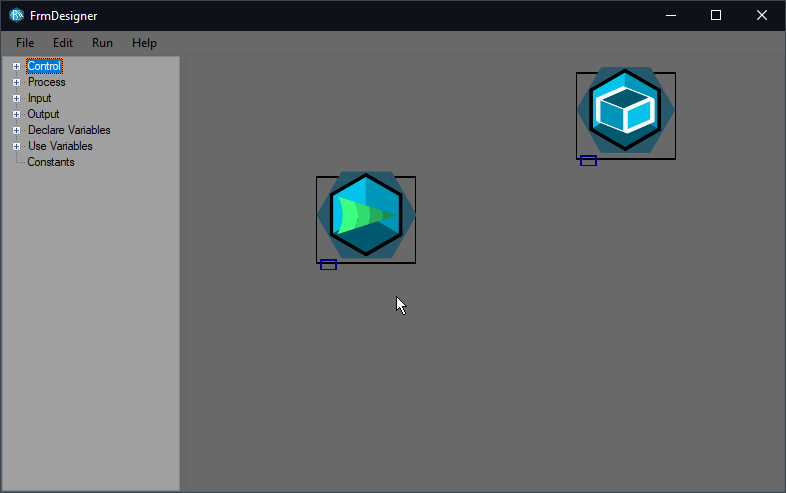 FrmDesigner
File Edit Run Help
Control
Process
Input
Output
Declare Variables
Use Variables
Constants